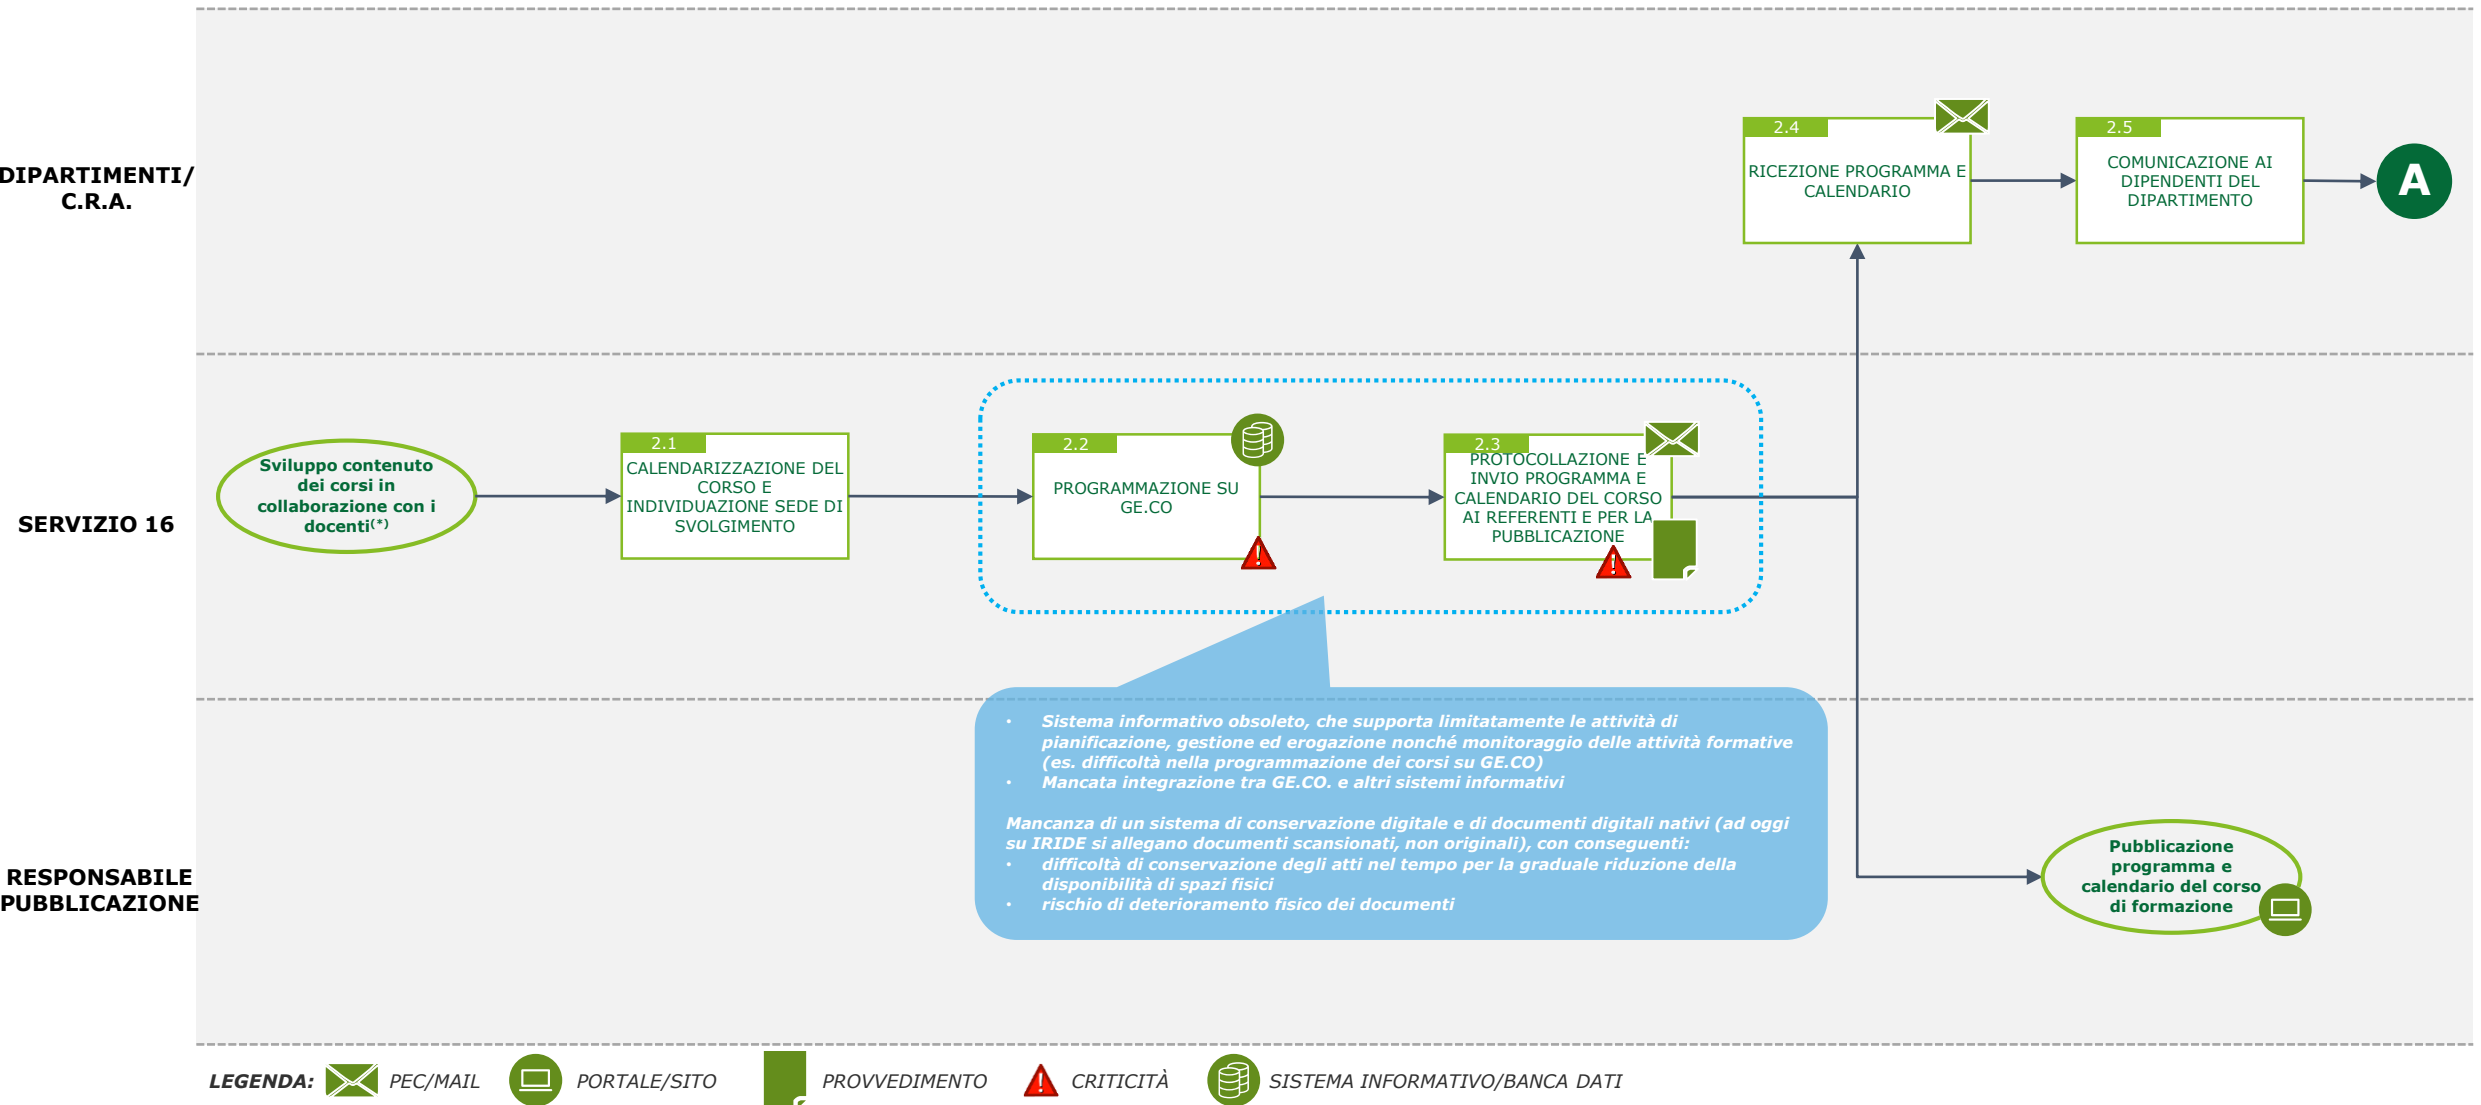 DIPARTIMENTI/
C.R.A.
2.4
RICEZIONE PROGRAMMA E
CALENDARIO
2.5
COMUNICAZIONE AI
DIPENDENTI DEL
DIPARTIMENTO
A
SERVIZIO 16
Sviluppo contenuto
dei corsi in
collaborazione con i
docenti(*)
2.1
CALENDARIZZAZIONE DEL
CORSO E
INDIVIDUAZIONE SEDE DI
SVOLGIMENTO
2.2
PROGRAMMAZIONE SU
GE.CO
2.3
PROTOCOLLAZIONE E
INVIO PROGRAMMA E
CALENDARIO DEL CORSO
AI REFERENTI E PER LA
PUBBLICAZIONE
• Sistema informativo obsoleto, che supporta limitatamente le attività di
pianificazione, gestione ed erogazione nonché monitoraggio delle attività formative
(es. difficoltà nella programmazione dei corsi su GE.CO)
• Mancata integrazione tra GE.CO. e altri sistemi informativi
Mancanza di un sistema di conservazione digitale e di documenti digitali nativi (ad oggi
su IRIDE si allegano documenti scansionati, non originali), con conseguenti:
• difficoltà di conservazione degli atti nel tempo per la graduale riduzione della
disponibilità di spazi fisici
• rischio di deterioramento fisico dei documenti
RESPONSABILE
PUBBLICAZIONE
Pubblicazione
programma e
calendario del corso
di formazione
LEGENDA:
PEC/MAIL
PORTALE/SITO
PROVVEDIMENTO
CRITICITÀ
SISTEMA INFORMATIVO/BANCA DATI